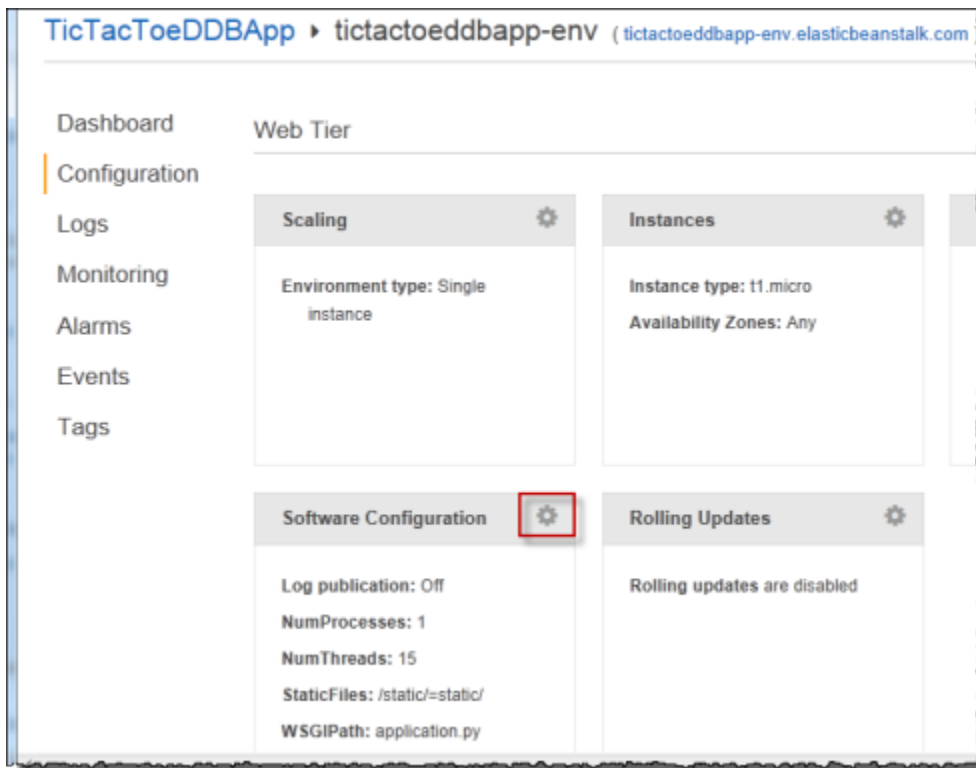 TicTacToeDDBApp ▸ tictactoeddbapp-env ( tictactoeddbapp-env.elasticbeanstalk.com )
Dashboard
Configuration
Logs
Monitoring
Alarms
Events
Tags
Web Tier
Scaling
Environment type: Single
instance
Instances
Instance type: t1.micro
Availability Zones: Any
Software Configuration
Log publication: Off
NumProcesses: 1
NumThreads: 15
StaticFiles: /static/=static/
WSGIPath: application.py
Rolling Updates
Rolling updates are disabled